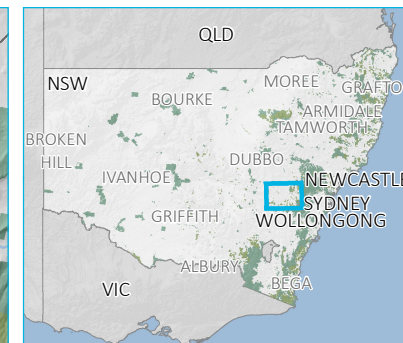 QLD
NSW
MOREE
GRAFTO
BOURKE
ARMIDALE
TAMWORTH
BROKEN
HILL
DUBBO
IVANHOE
NEWCASTLE
SYDNEY
GRIFFITH
WOLLONGONG
ALBURY
VIC
BEGA